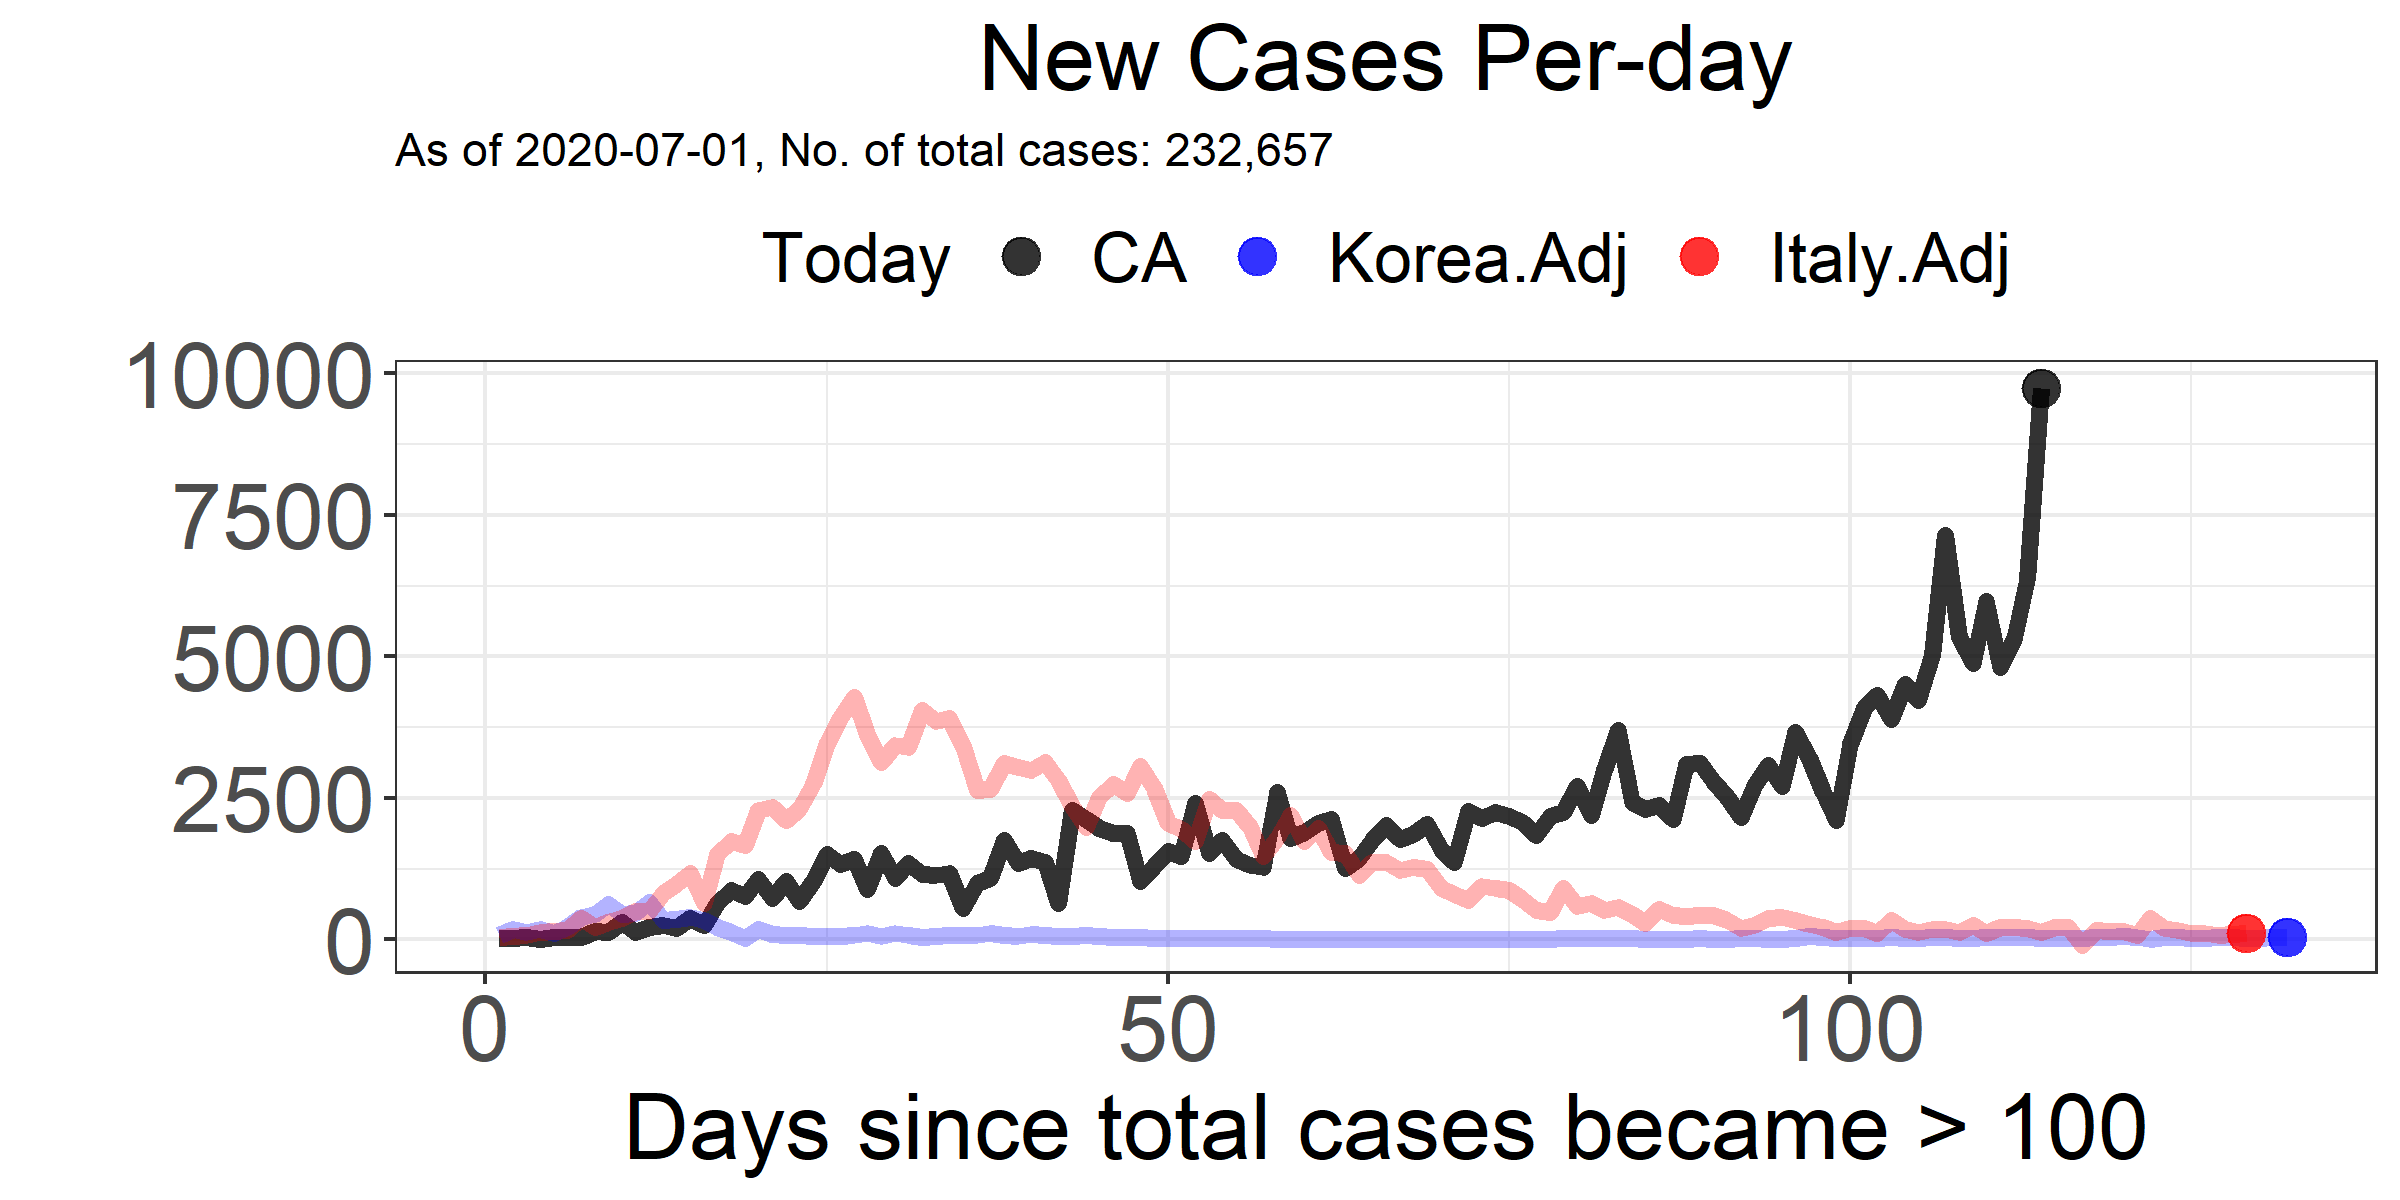 New Cases Per-day
As of 2020-07-01, No. of total cases: 232,657
Today CA Korea.Adj Italy.Adj
10000
7500
5000
2500
0
0 50 100
Days since total cases became > 100